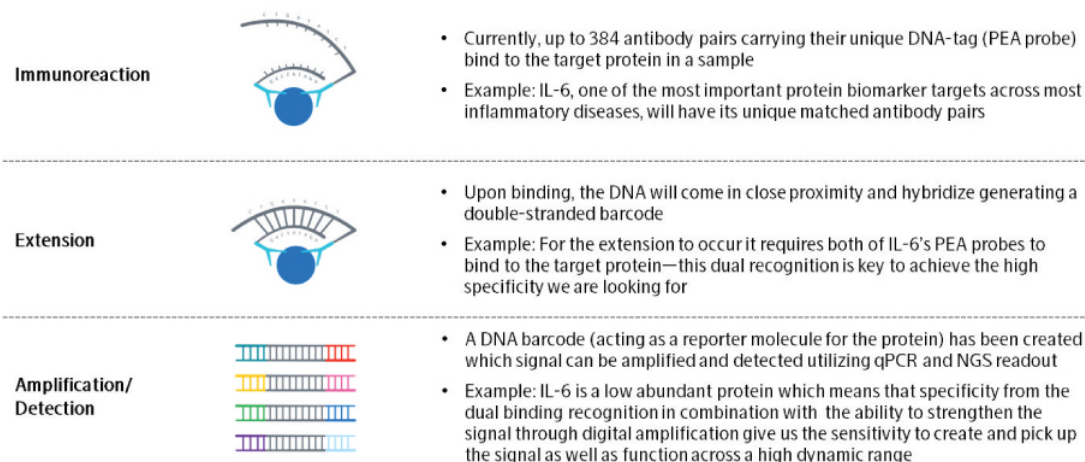 Immunoreaction
• Currently, up to 384 antibody pairs carrying their unique DNA-tag (PEA probe)
bind to the target protein in a sample
• Example: IL-6, one of the most important protein biomarker targets across most
inflammatory diseases, will have its unique matched antibody pairs
Extension
• Upon binding, the DNA will come in close proximity and hybridize generating a
double-stranded barcode
• Example: For the extension to occur it requires both of IL-6’s PEA probes to
bind to the target protein—this dual recognition is key to achieve the high
specificity we are looking for
Amplification/
Detection
• A DNA barcode (acting as a reporter molecule for the protein) has been created
which signal can be amplified and detected utilizing qPCR and NGS readout
• Example: IL-6 is a low abundant protein which means that specificity from the
dual binding recognition in combination with the ability to strengthen the
signal through digital amplification give us the sensitivity to create and pick up
the signal as well as function across a high dynamic range